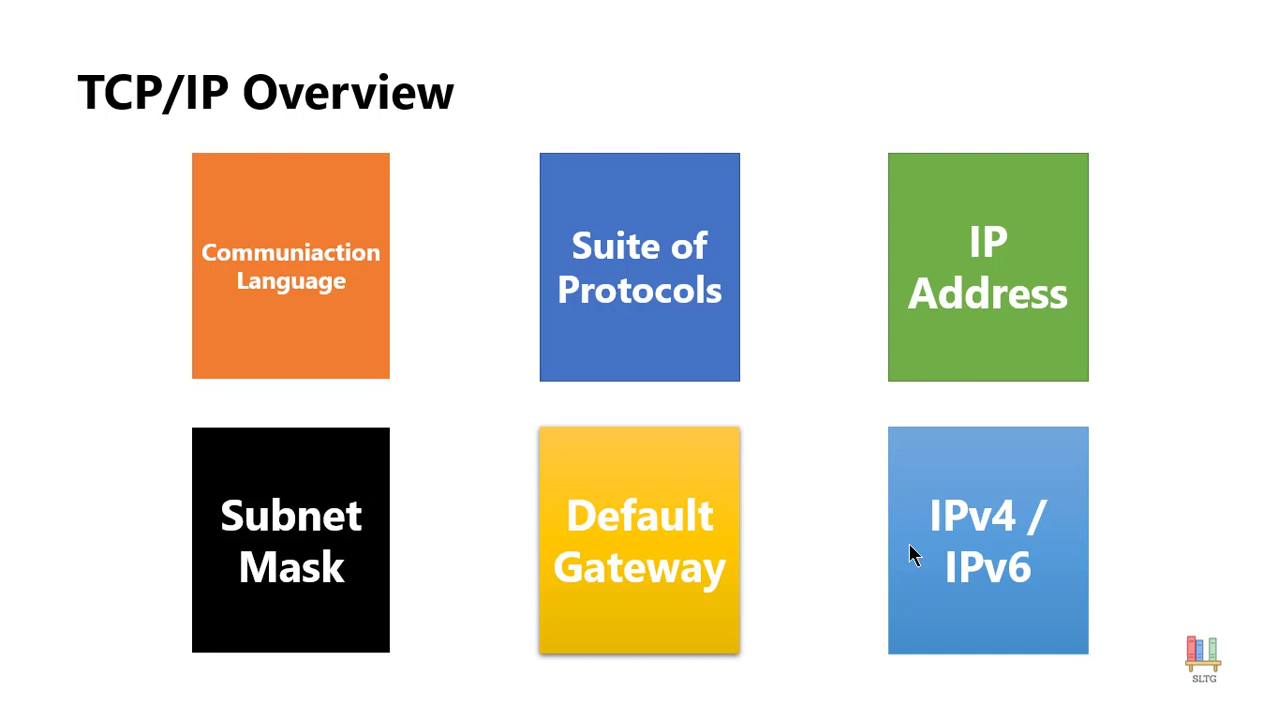 TCP/IP Overview
Communiaction
Language
Suite of
Protocols
IP
Address
Subnet
Mask
Default
Gateway
IPv4 /
IPv6
SLTG